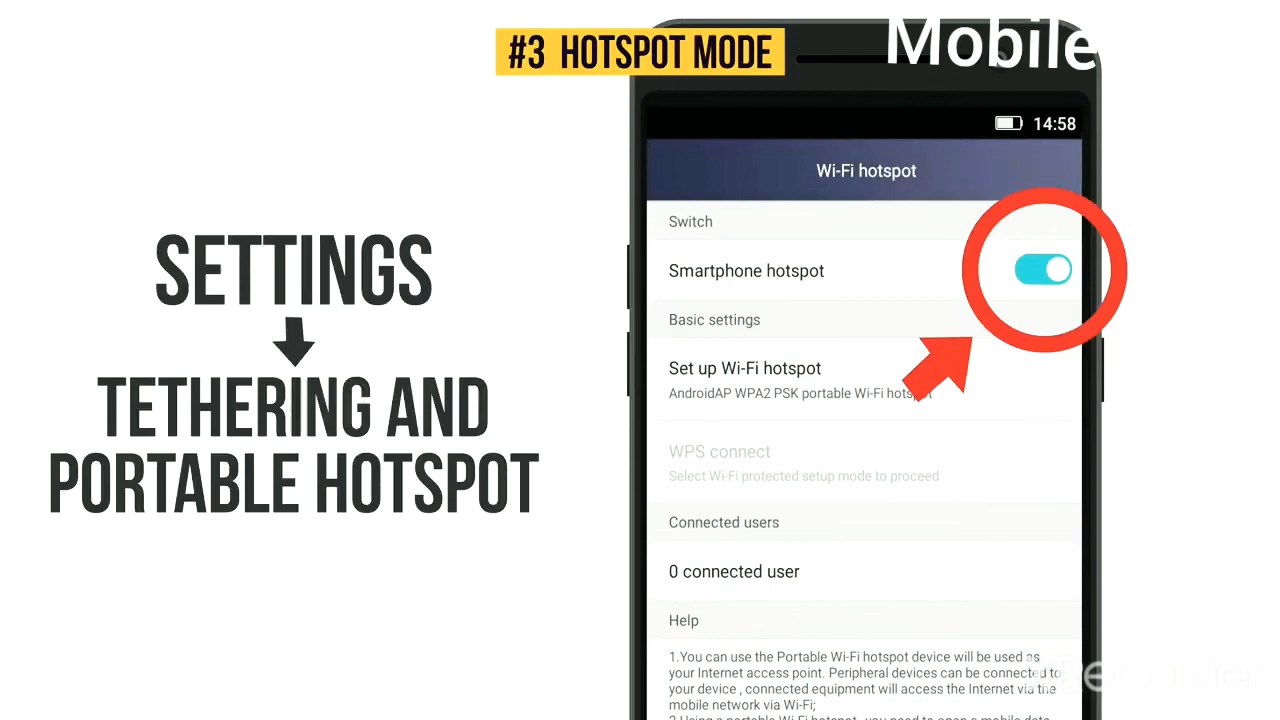 #3 HOTSPOT MODE
Mobile
14:58
Wi-Fi hotspot
Switch
Smartphone hotspot
SETTINGS
TETHERING AND
PORTABLE HOTSPOT
Basic settings
Set up Wi-Fi hotspot
AndroidAP WPA2 PSK portable Wi-Fi hotspot
WPS connect
Select Wi-Fi protected setup mode to proceed
Connected users
0 connected user
Help
1.You can use the Portable Wi-Fi hotspot device will be used as
your Internet access point. Peripheral devices can be connected to
your device , connected equipment will access the Internet via the
mobile network via Wi-Fi;